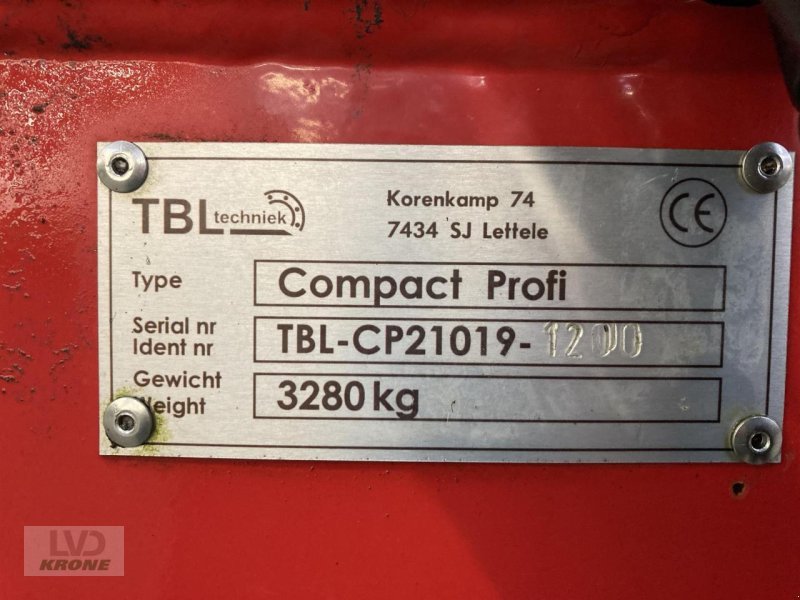 TBL techniek
Korenkamp 74
7434 SJ Lettele
CE
Type Compact Profi
Serial nr
Ident nr TBL-CP21019-1200
Gewicht
Weight 3280 kg
LVD
KRONE